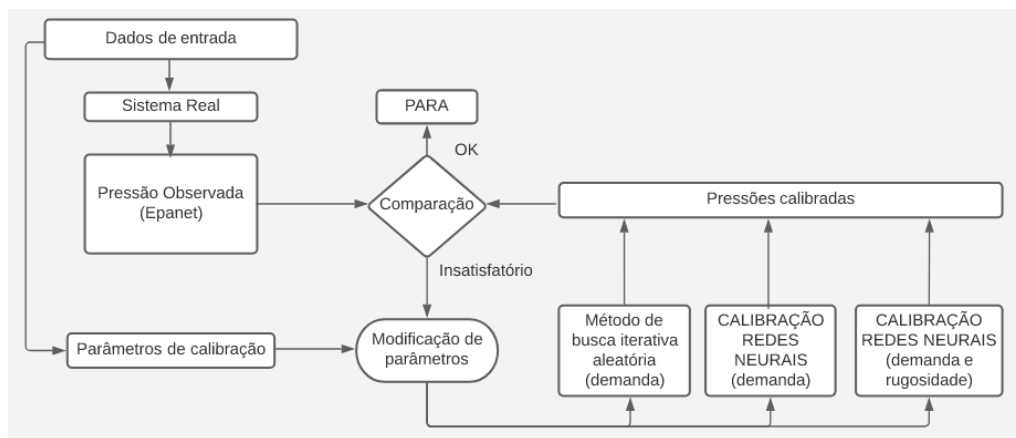 Dados de entrada
Sistema Real
PARA
OK
Pressão Observada
(Epanet)
Comparação
Pressões calibradas
Insatisfatório
Parâmetros de calibração
Modificação de
parâmetros
Método de
busca iterativa
aleatória
(demanda)
CALIBRAÇÃO
REDES
NEURAIS
(demanda)
CALIBRAÇÃO
REDES NEURAIS
(demanda e
rugosidade)